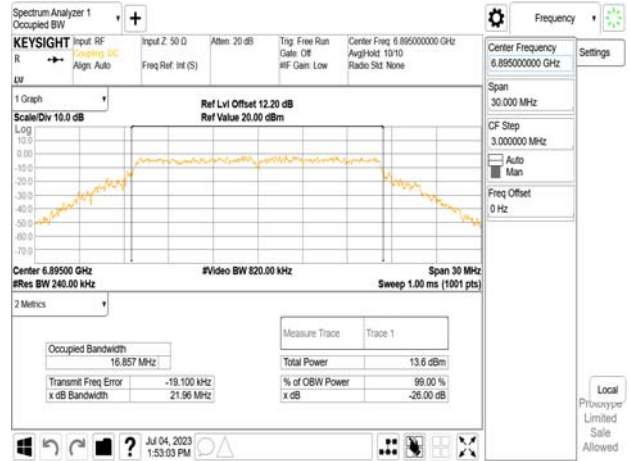 Spectrum Analyzer 1
Occupied BW
Frequency
KEYSIGHT
R
Input: RF
Coupling: DC
Align: Auto
Input Z: 50 Ω
Freq Ref: Int (S)
Atten: 20 dB
Trig: Free Run
Gate: Off
#IF Gain: Low
Center Freq: 6.895000000 GHz
Avg|Hold: 10/10
Radio Std: None
Center Frequency
6.895000000 GHz
Settings
Span
30.000 MHz
CF Step
3.000000 MHz
Auto
Man
Freq Offset
0 Hz
1 Graph
Ref Lvl Offset 12.20 dB
Scale/Div 10.0 dB
Ref Value 20.00 dBm
Log
10.0
0.00
-10.0
-20.0
-30.0
-40.0
-50.0
-60.0
-70.0
Center 6.89500 GHz
#Video BW 820.00 kHz
Span 30 MHz
#Res BW 240.00 kHz
Sweep 1.00 ms (1001 pts)
2 Metrics
Measure Trace
Trace 1
Occupied Bandwidth
16.857 MHz
Total Power
13.6 dBm
Transmit Freq Error
-19.100 kHz
% of OBW Power
99.00 %
x dB Bandwidth
21.96 MHz
x dB
-26.00 dB
Local
Prototype
Limited
Sale
Allowed
?
Jul 04, 2023
1:53:03 PM